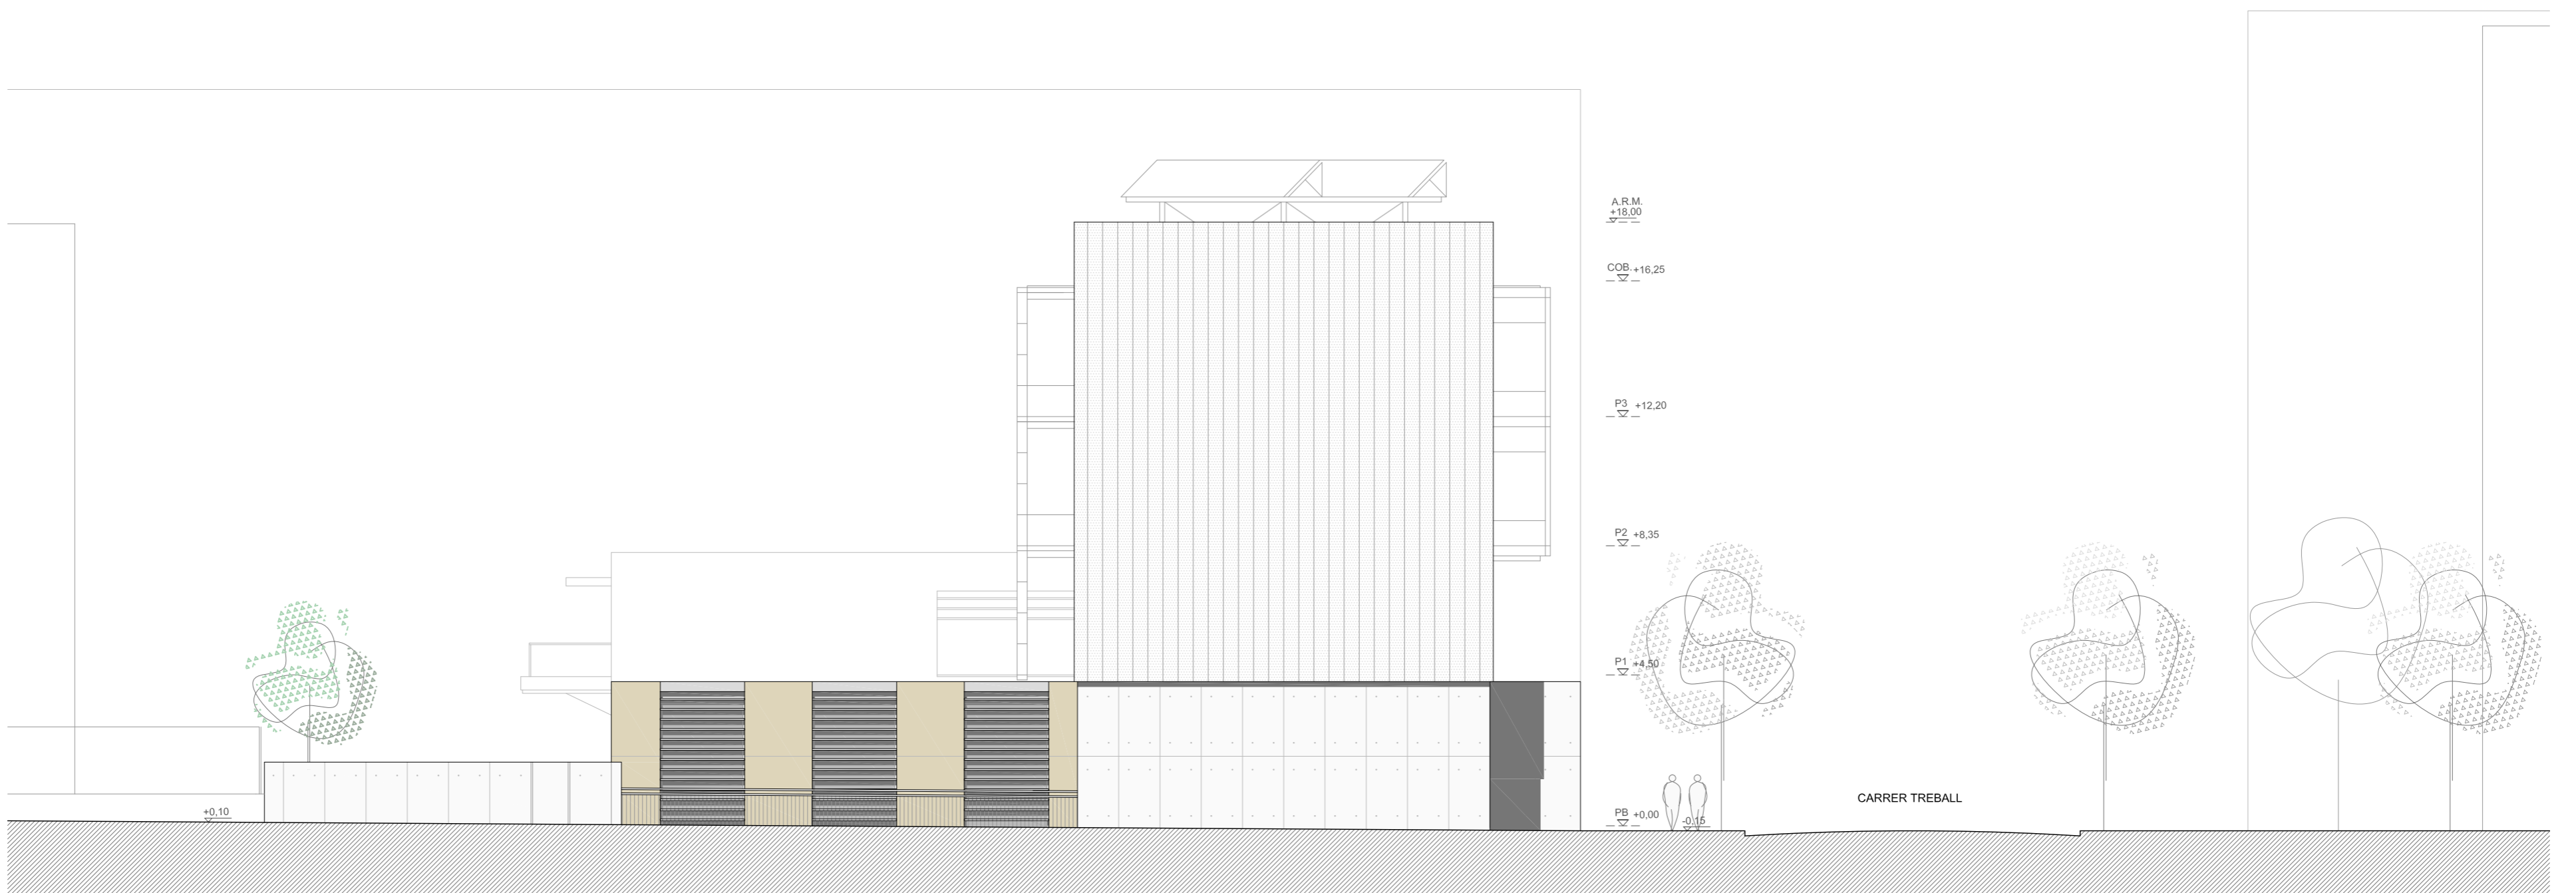 A.R.M.
+18,00
COB. +16,25
P3 +12,20
P2 +8,35
P1 +4,50
CARRER TREBALL
+0,10
PB +0,00
-0,15